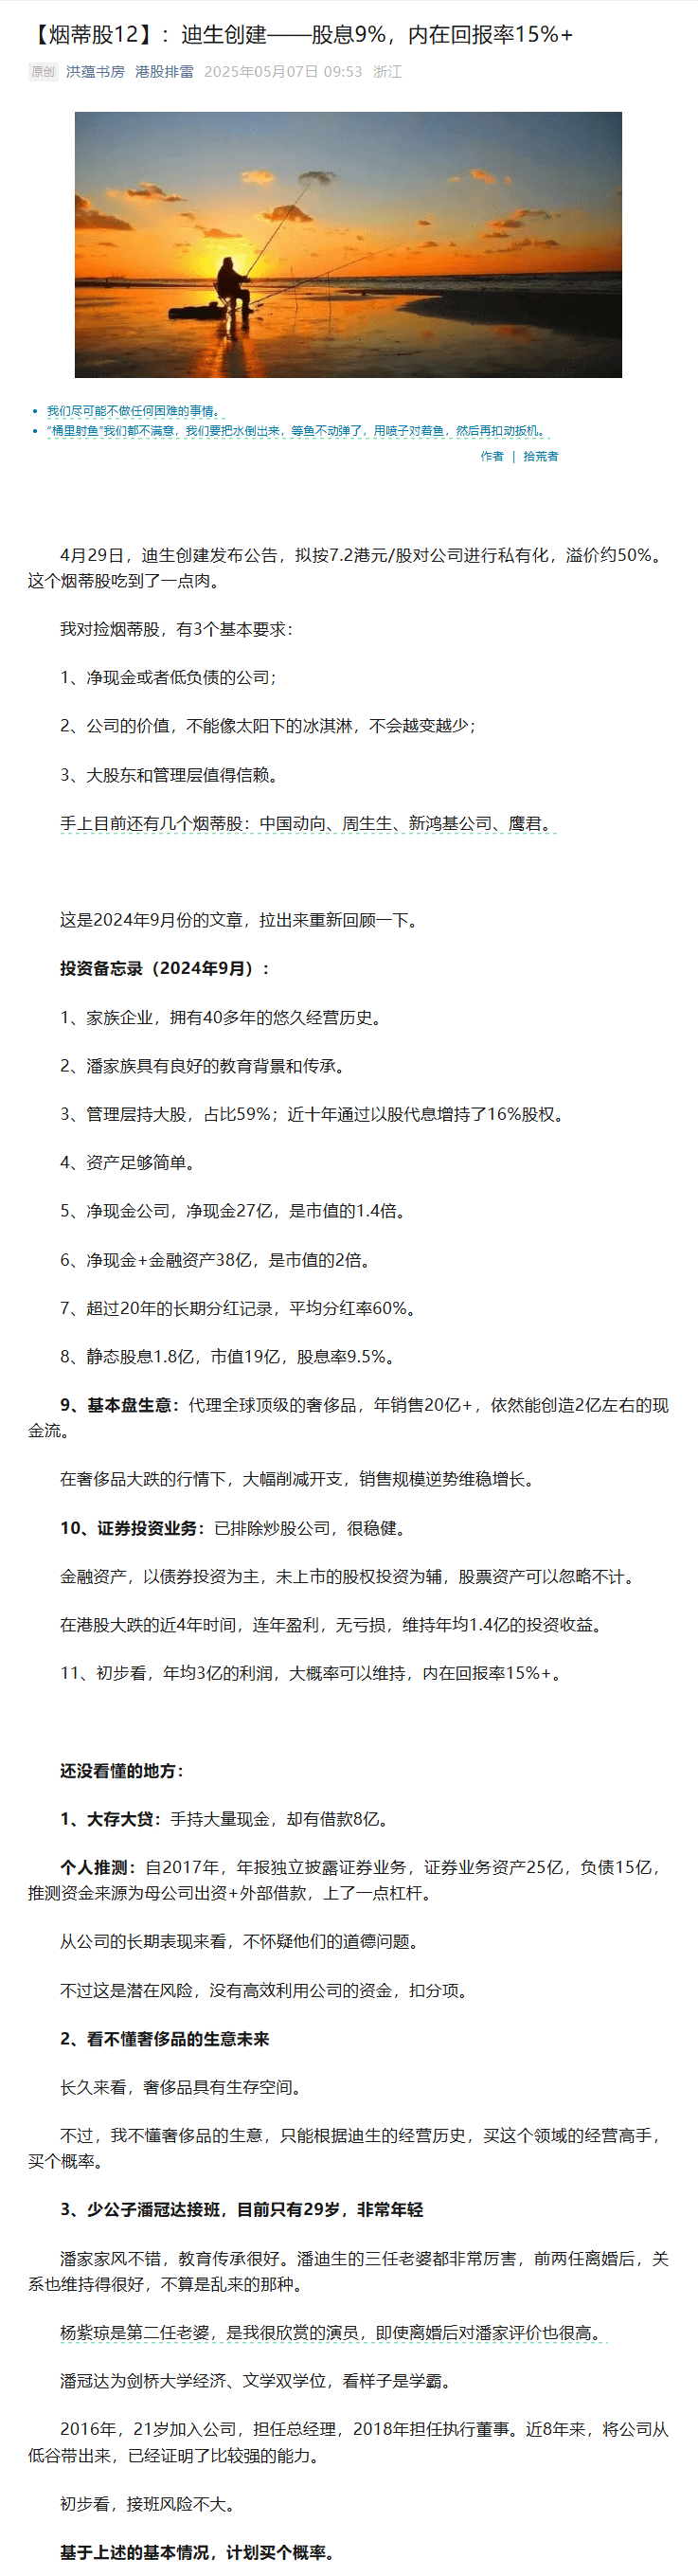 【烟蒂股12】：迪生创建——股息9%，内在回报率15%+
原创 洪蕴书房 港股排雷 2025年05月07日 09:53 浙江
• 我们尽可能不做任何困难的事情。
• “桶里射鱼”我们都不满意，我们要把水倒出来，等鱼不动弹了，用喷子对着鱼，然后再扣动扳机。
作者 | 拾荒者
4月29日，迪生创建发布公告，拟按7.2港元/股对公司进行私有化，溢价约50%。
这个烟蒂股吃到了一点肉。
我对捡烟蒂股，有3个基本要求：
1、净现金或者低负债的公司；
2、公司的价值，不能像太阳下的冰淇淋，不会越变越少；
3、大股东和管理层值得信赖。
手上目前还有几个烟蒂股：中国动向、周生生、新鸿基公司、鹰君。
这是2024年9月份的文章，拉出来重新回顾一下。
投资备忘录（2024年9月）：
1、家族企业，拥有40多年的悠久经营历史。
2、潘家族具有良好的教育背景和传承。
3、管理层持大股，占比59%；近十年通过以股代息增持了16%股权。
4、资产足够简单。
5、净现金公司，净现金27亿，是市值的1.4倍。
6、净现金+金融资产38亿，是市值的2倍。
7、超过20年的长期分红记录，平均分红率60%。
8、静态股息1.8亿，市值19亿，股息率9.5%。
9、基本盘生意：代理全球顶级的奢侈品，年销售20亿+，依然能创造2亿左右的现
金流。
在奢侈品大跌的行情下，大幅削减开支，销售规模逆势维稳增长。
10、证券投资业务：已排除炒股公司，很稳健。
金融资产，以债券投资为主，未上市的股权投资为辅，股票资产可以忽略不计。
在港股大跌的近4年时间，连年盈利，无亏损，维持年均1.4亿的投资收益。
11、初步看，年均3亿的利润，大概率可以维持，内在回报率15%+。
还没看懂的地方：
1、大存大贷：手持大量现金，却有借款8亿。
个人推测：自2017年，年报独立披露证券业务，证券业务资产25亿，负债15亿，
推测资金来源为母公司出资+外部借款，上了一点杠杆。
从公司的长期表现来看，不怀疑他们的道德问题。
不过这是潜在风险，没有高效利用公司的资金，扣分项。
2、看不懂奢侈品的生意未来
长久来看，奢侈品具有生存空间。
不过，我不懂奢侈品的生意，只能根据迪生的经营历史，买这个领域的经营高手，
买个概率。
3、少公子潘冠达接班，目前只有29岁，非常年轻
潘家家风不错，教育传承很好。潘迪生的三任老婆都非常厉害，前两任离婚后，关
系也维持得很好，不算是乱来的那种。
杨紫琼是第二任老婆，是我很欣赏的演员，即使离婚后对潘家评价也很高。
潘冠达为剑桥大学经济、文学双学位，看样子是学霸。
2016年，21岁加入公司，担任总经理，2018年担任执行董事。近8年来，将公司从
低谷带出来，已经证明了比较强的能力。
初步看，接班风险不大。
基于上述的基本情况，计划买个概率。